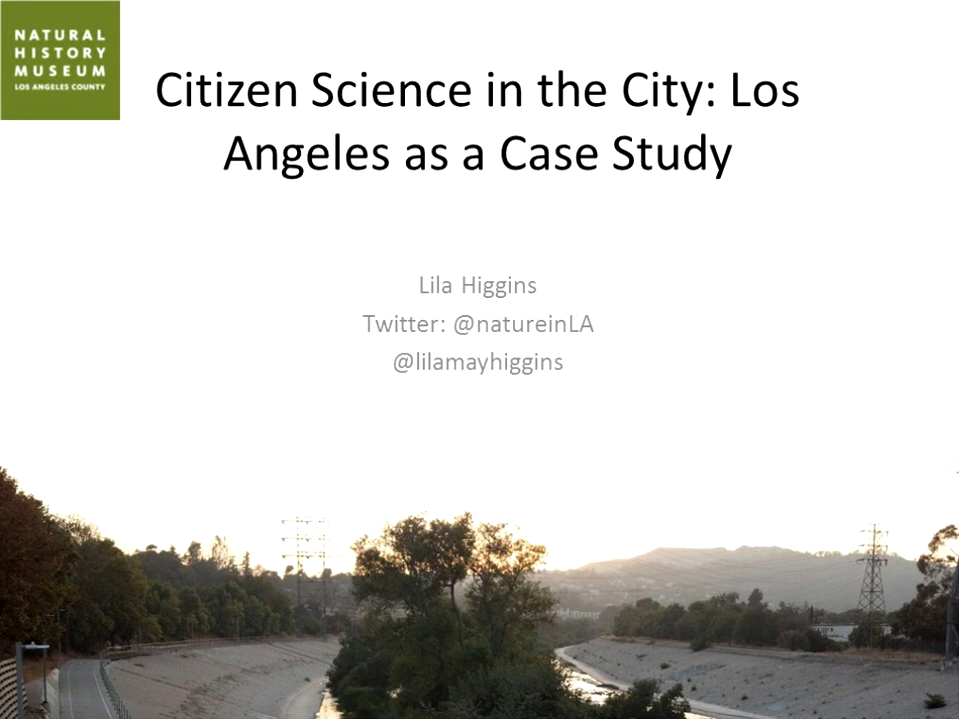 NATURAL
HISTORY
MUSEUM
LOS ANGELES COUNTY
Citizen Science in the City: Los
Angeles as a Case Study
Lila Higgins
Twitter: @natureinLA
@lilamayhiggins